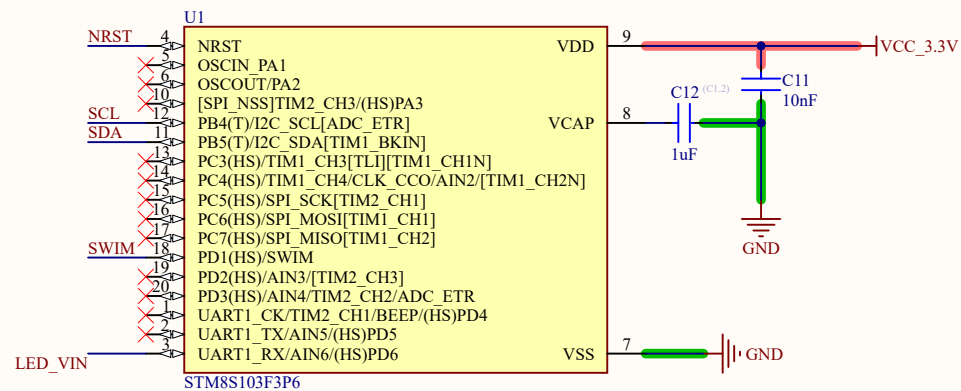 U1
NRST 4 NRST VDD 9 VCC_3.3V
5 OSCIN_PA1
6 OSCOUT/PA2 C11
10 [SPI_NSS]TIM2_CH3/(HS)PA3 C12 (C1.2) 10nF
SCL 12 PB4(T)/I2C_SCL[ADC_ETR] VCAP 8
SDA 11 PB5(T)/I2C_SDA[TIM1_BKIN]
13 PC3(HS)/TIM1_CH3[TLI][TIM1_CH1N] 1uF
14 PC4(HS)/TIM1_CH4/CLK_CCO/AIN2/[TIM1_CH2N]
15 PC5(HS)/SPI_SCK[TIM2_CH1]
16 PC6(HS)/SPI_MOSI[TIM1_CH1]
17 PC7(HS)/SPI_MISO[TIM1_CH2] GND
SWIM 18 PD1(HS)/SWIM
19 PD2(HS)/AIN3/[TIM2_CH3]
20 PD3(HS)/AIN4/TIM2_CH2/ADC_ETR
1 UART1_CK/TIM2_CH1/BEEP/(HS)PD4
2 UART1_TX/AIN5/(HS)PD5
LED_VIN 3 UART1_RX/AIN6/(HS)PD6 VSS 7 GND
STM8S103F3P6